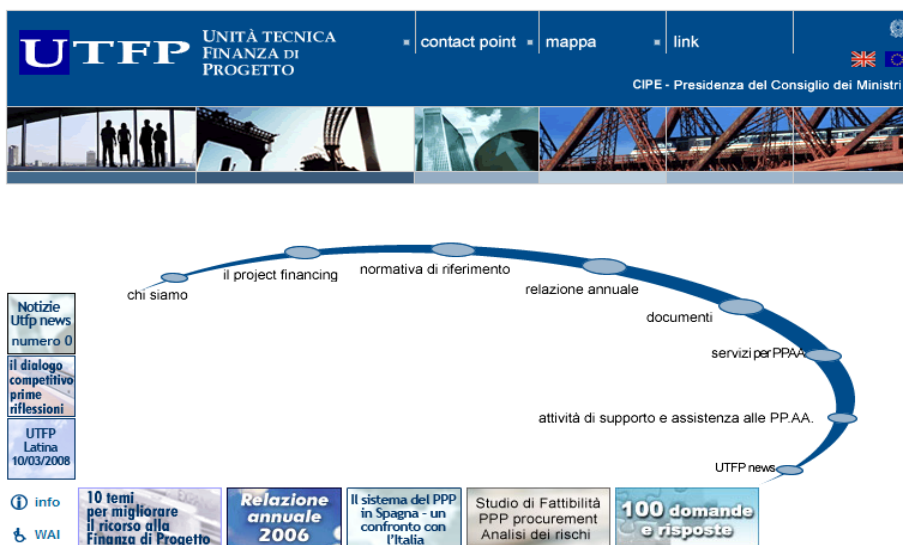 UTFP
UNITÀ TECNICA
FINANZA DI
PROGETTO
contact point
mappa
link
CIPE - Presidenza del Consiglio dei Ministri
chi siamo
il project financing
normativa di riferimento
relazione annuale
documenti
servizi per PPAA
attività di supporto e assistenza alle PP.AA.
UTFP news
Notizie
Utfp news
numero 0
il dialogo
competitivo
prime
riflessioni
UTFP
Latina
10/03/2008
info
WAI
10 temi
per migliorare
il ricorso alla
Finanza di Progetto
Relazione
annuale
2006
Il sistema del PPP
in Spagna - un
confronto con
l'Italia
Studio di Fattibilità
PPP procurement
Analisi dei rischi
100 domande
e risposte